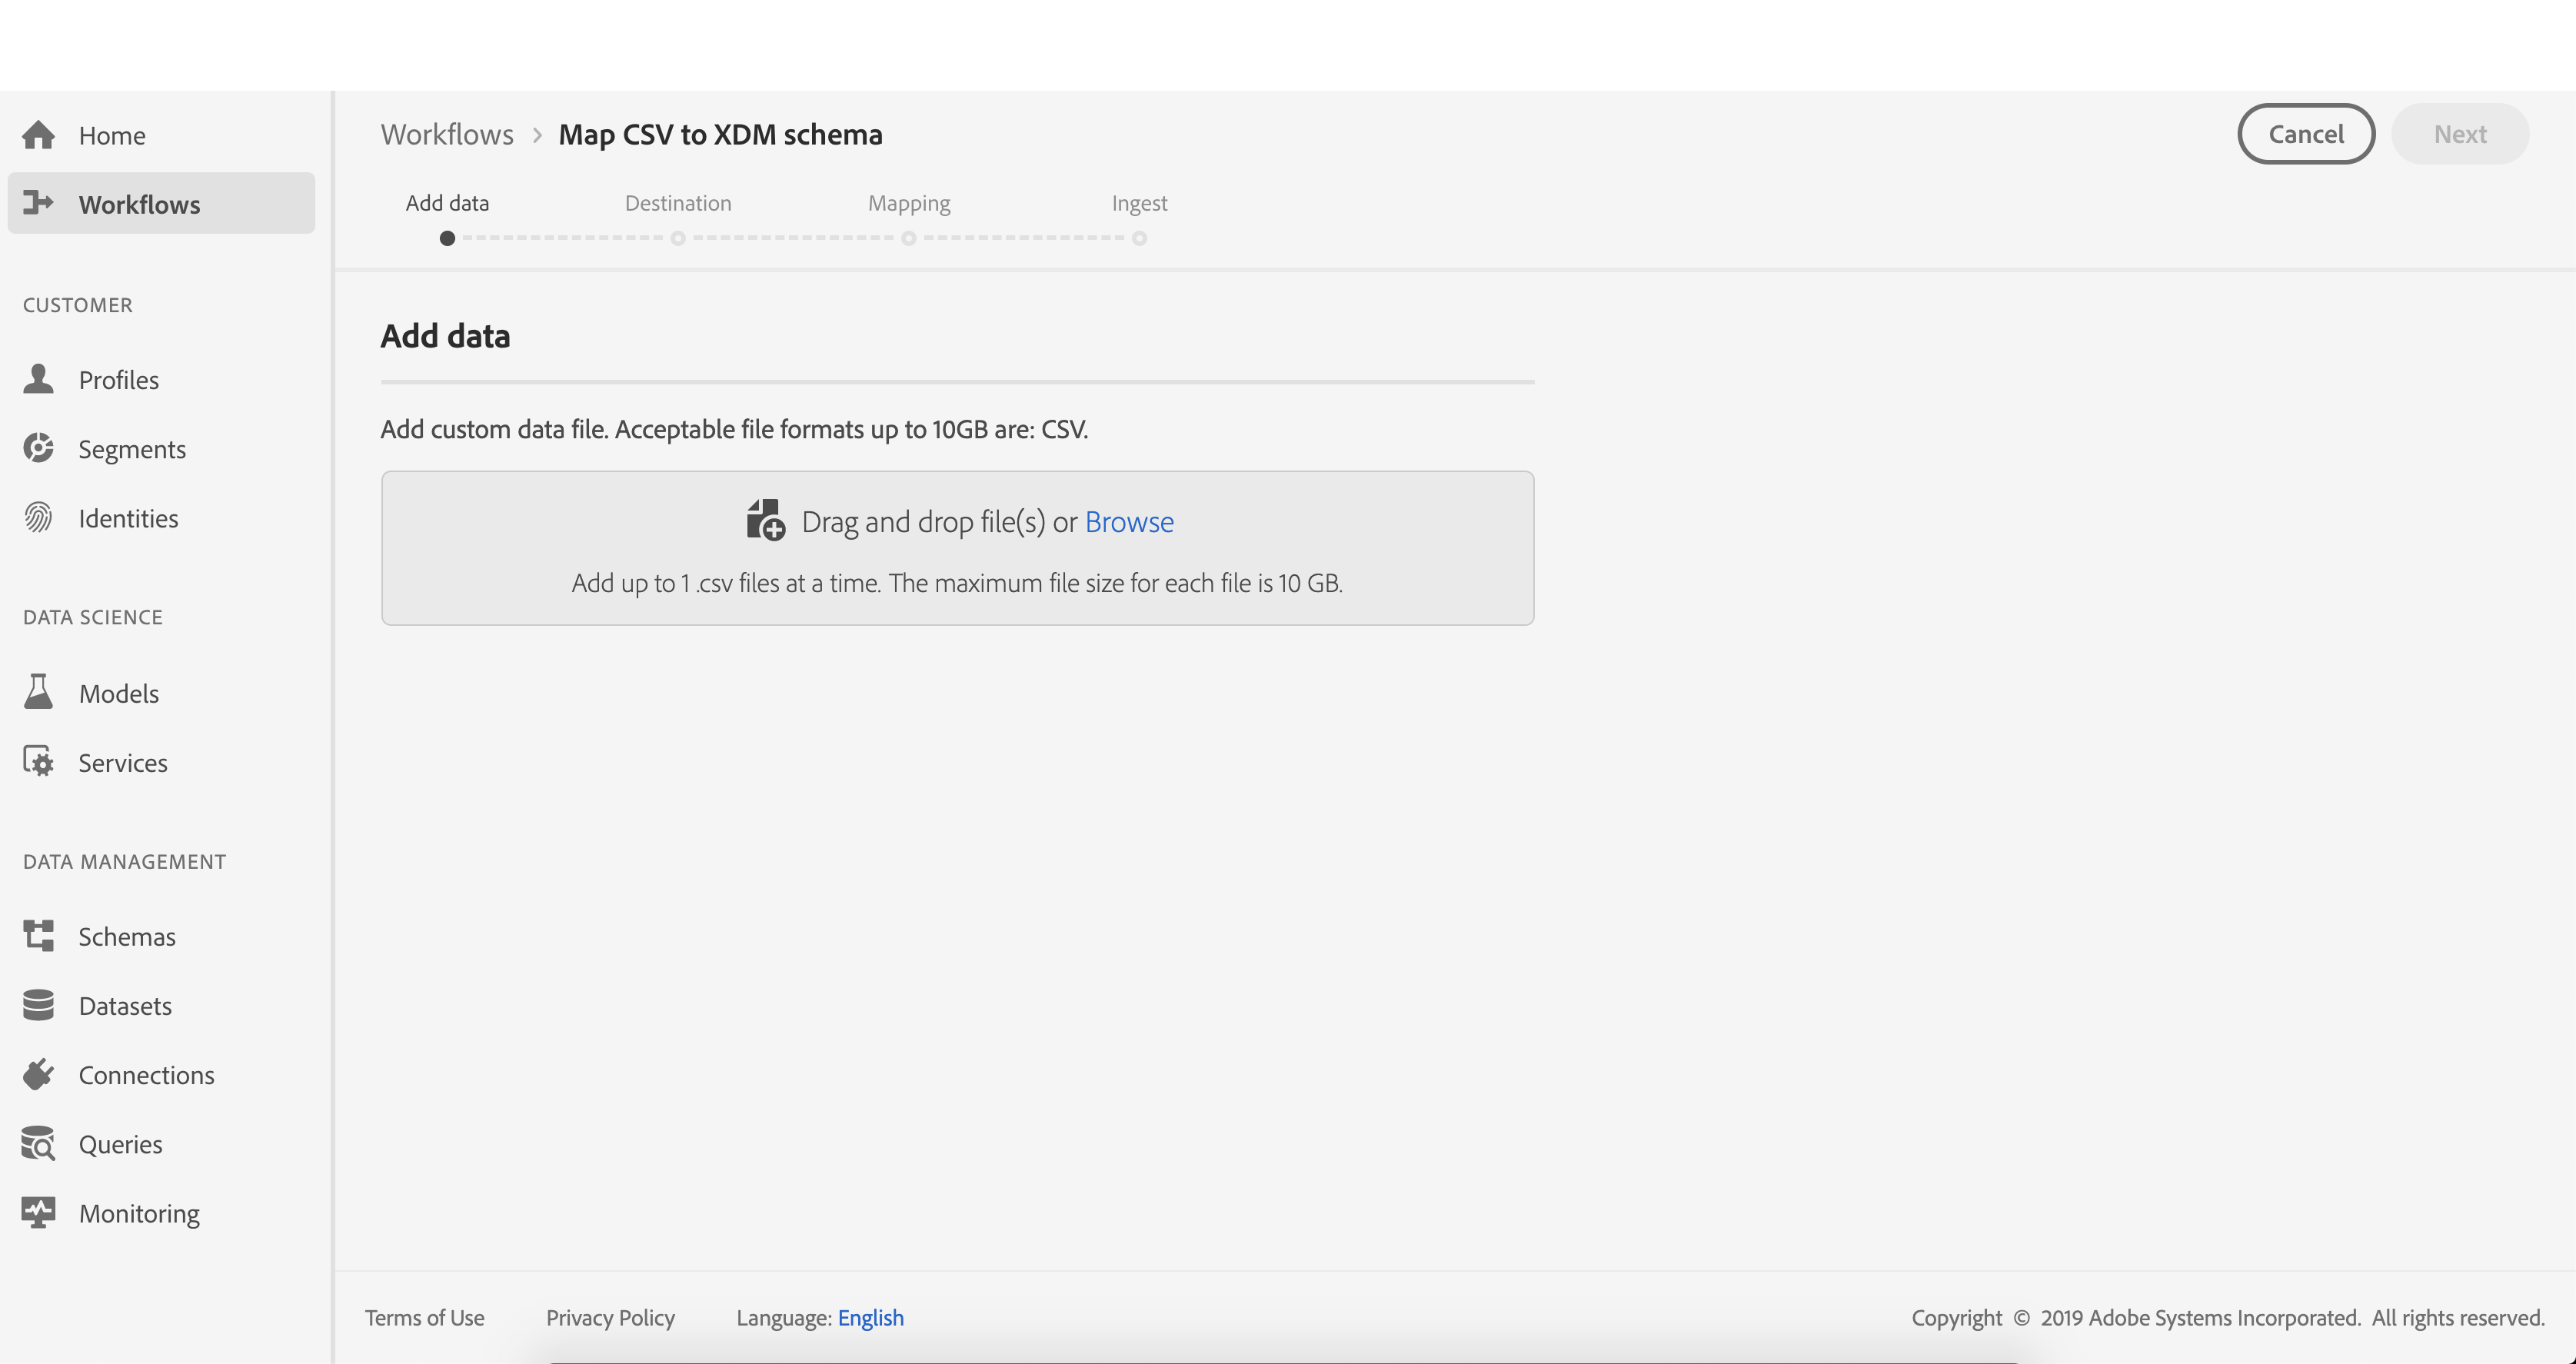 Home
Workflows
CUSTOMER
Profiles
Segments
Identities
DATA SCIENCE
Models
Services
DATA MANAGEMENT
Schemas
Datasets
Connections
Queries
Monitoring
Workflows > Map CSV to XDM schema
Cancel Next
Add data Destination Mapping Ingest
Add data
Add custom data file. Acceptable file formats up to 10GB are: CSV.
Drag and drop file(s) or Browse
Add up to 1 .csv files at a time. The maximum file size for each file is 10 GB.
Terms of Use Privacy Policy Language: English Copyright © 2019 Adobe Systems Incorporated. All rights reserved.